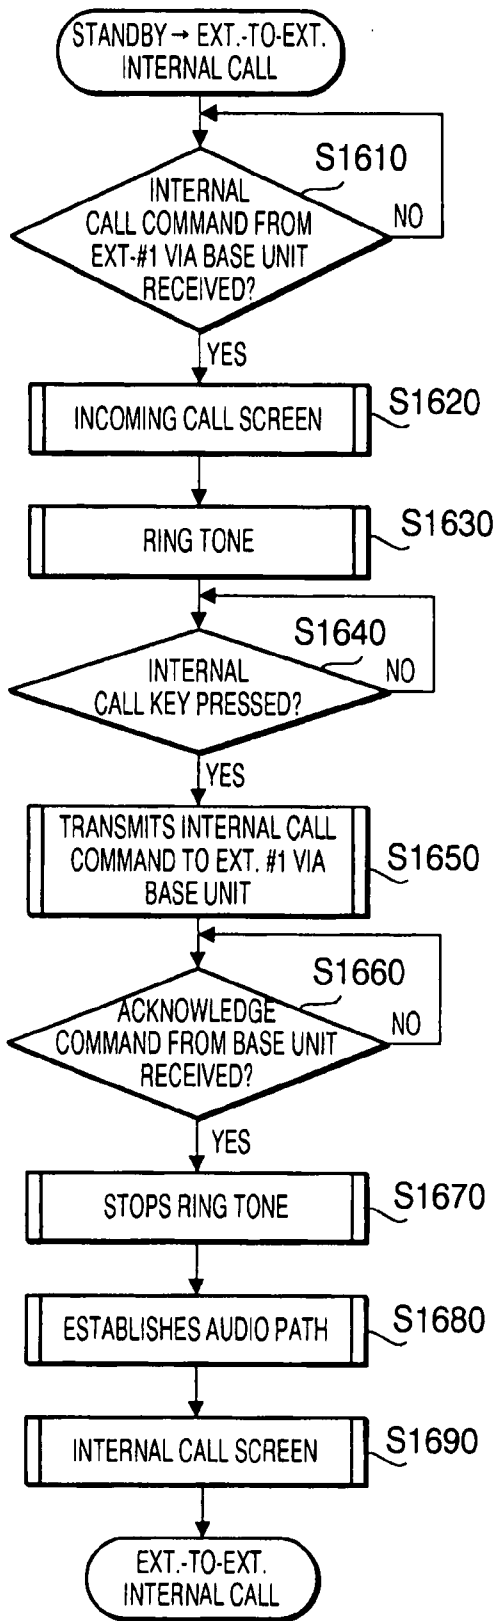 STANDBY → EXT.-TO-EXT.
INTERNAL CALL
S1610
INTERNAL
CALL COMMAND FROM
EXT-#1 VIA BASE UNIT
RECEIVED?
NO
YES
INCOMING CALL SCREEN
S1620
RING TONE
S1630
S1640
INTERNAL
CALL KEY PRESSED?
NO
YES
TRANSMITS INTERNAL CALL
COMMAND TO EXT. #1 VIA
BASE UNIT
S1650
S1660
ACKNOWLEDGE
COMMAND FROM BASE UNIT
RECEIVED?
NO
YES
STOPS RING TONE
S1670
ESTABLISHES AUDIO PATH
S1680
INTERNAL CALL SCREEN
S1690
EXT.-TO-EXT.
INTERNAL CALL